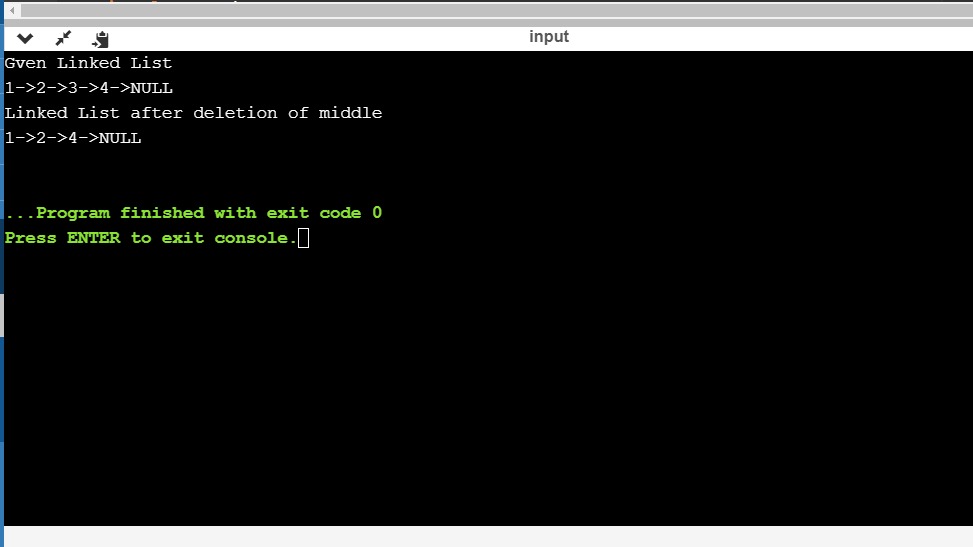 input
Gven Linked List
1->2->3->4->NULL
Linked List after deletion of middle
1->2->4->NULL
...Program finished with exit code 0
Press ENTER to exit console.